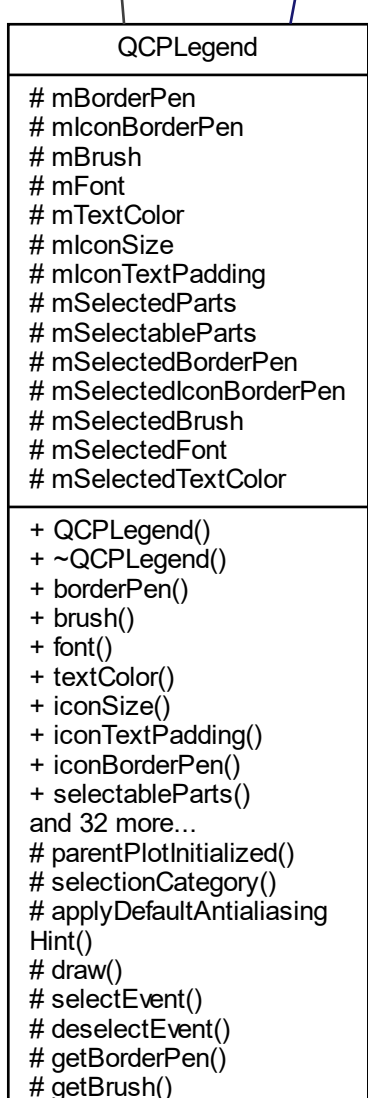 QCPLegend
# mBorderPen
# mIconBorderPen
# mBrush
# mFont
# mTextColor
# mIconSize
# mIconTextPadding
# mSelectedParts
# mSelectableParts
# mSelectedBorderPen
# mSelectedIconBorderPen
# mSelectedBrush
# mSelectedFont
# mSelectedTextColor
+ QCPLegend()
+ ~QCPLegend()
+ borderPen()
+ brush()
+ font()
+ textColor()
+ iconSize()
+ iconTextPadding()
+ iconBorderPen()
+ selectableParts()
and 32 more...
# parentPlotInitialized()
# selectionCategory()
# applyDefaultAntialiasing
Hint()
# draw()
# selectEvent()
# deselectEvent()
# getBorderPen()
# getBrush()